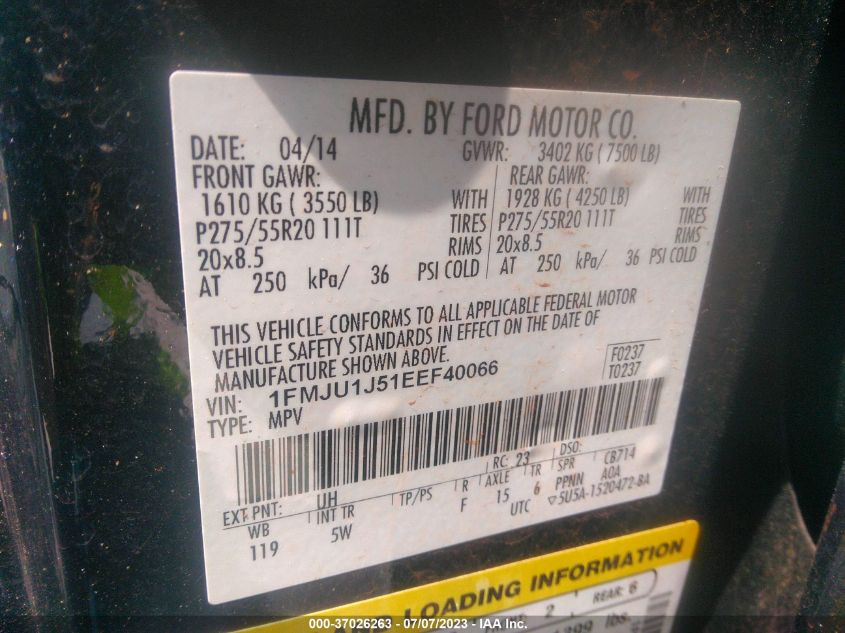 MFD. BY FORD MOTOR CO.
DATE: 04/14 GVWR: 3402 KG ( 7500 LB)
FRONT GAWR: REAR GAWR:
1610 KG ( 3550 LB) WITH 1928 KG ( 4250 LB) WITH
P275/55R20 111T TIRES P275/55R20 111T TIRES
20x8.5 RIMS 20x8.5 RIMS
AT 250 kPa/ 36 PSI COLD AT 250 kPa/ 36 PSI COLD
THIS VEHICLE CONFORMS TO ALL APPLICABLE FEDERAL MOTOR
VEHICLE SAFETY STANDARDS IN EFFECT ON THE DATE OF
MANUFACTURE SHOWN ABOVE.
F0237
T0237
VIN: 1FMJU1J51EEF40066
TYPE: MPV
EXT PNT: UH RC: 23 DSO:
WB INT TR TP/PS R AXLE TR SPR CB714
119 5W F 15 6 PPNN A0A
UTC ▽5U5A-1520472-BA
AND LOADING INFORMATION
2 REAR: 6
lbs.
000-37026263 - 07/07/2023 - IAA Inc.